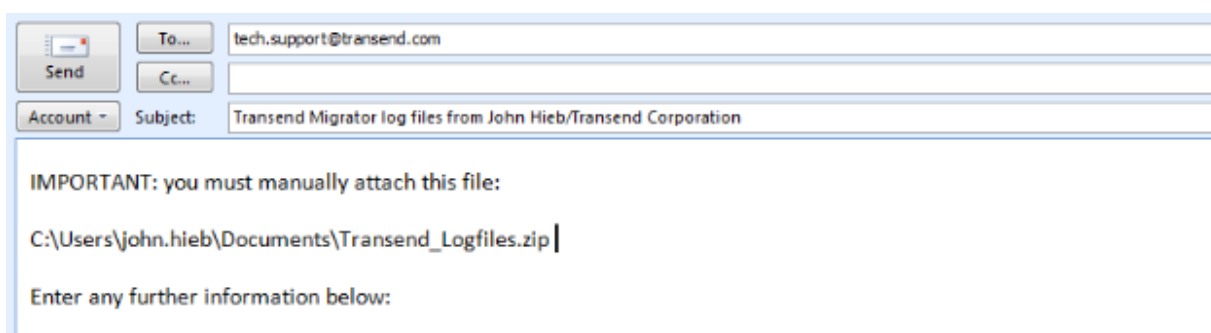 To...
tech.support@transend.com
Send
Cc...
Account
Subject:
Transend Migrator log files from John Hieb/Transend Corporation
IMPORTANT: you must manually attach this file:
C:\Users\john.hieb\Documents\Transend_Logfiles.zip
Enter any further information below: